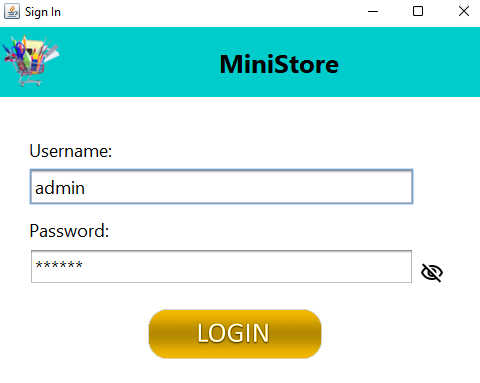 Sign In
MiniStore
Username:
admin
Password:
******
LOGIN